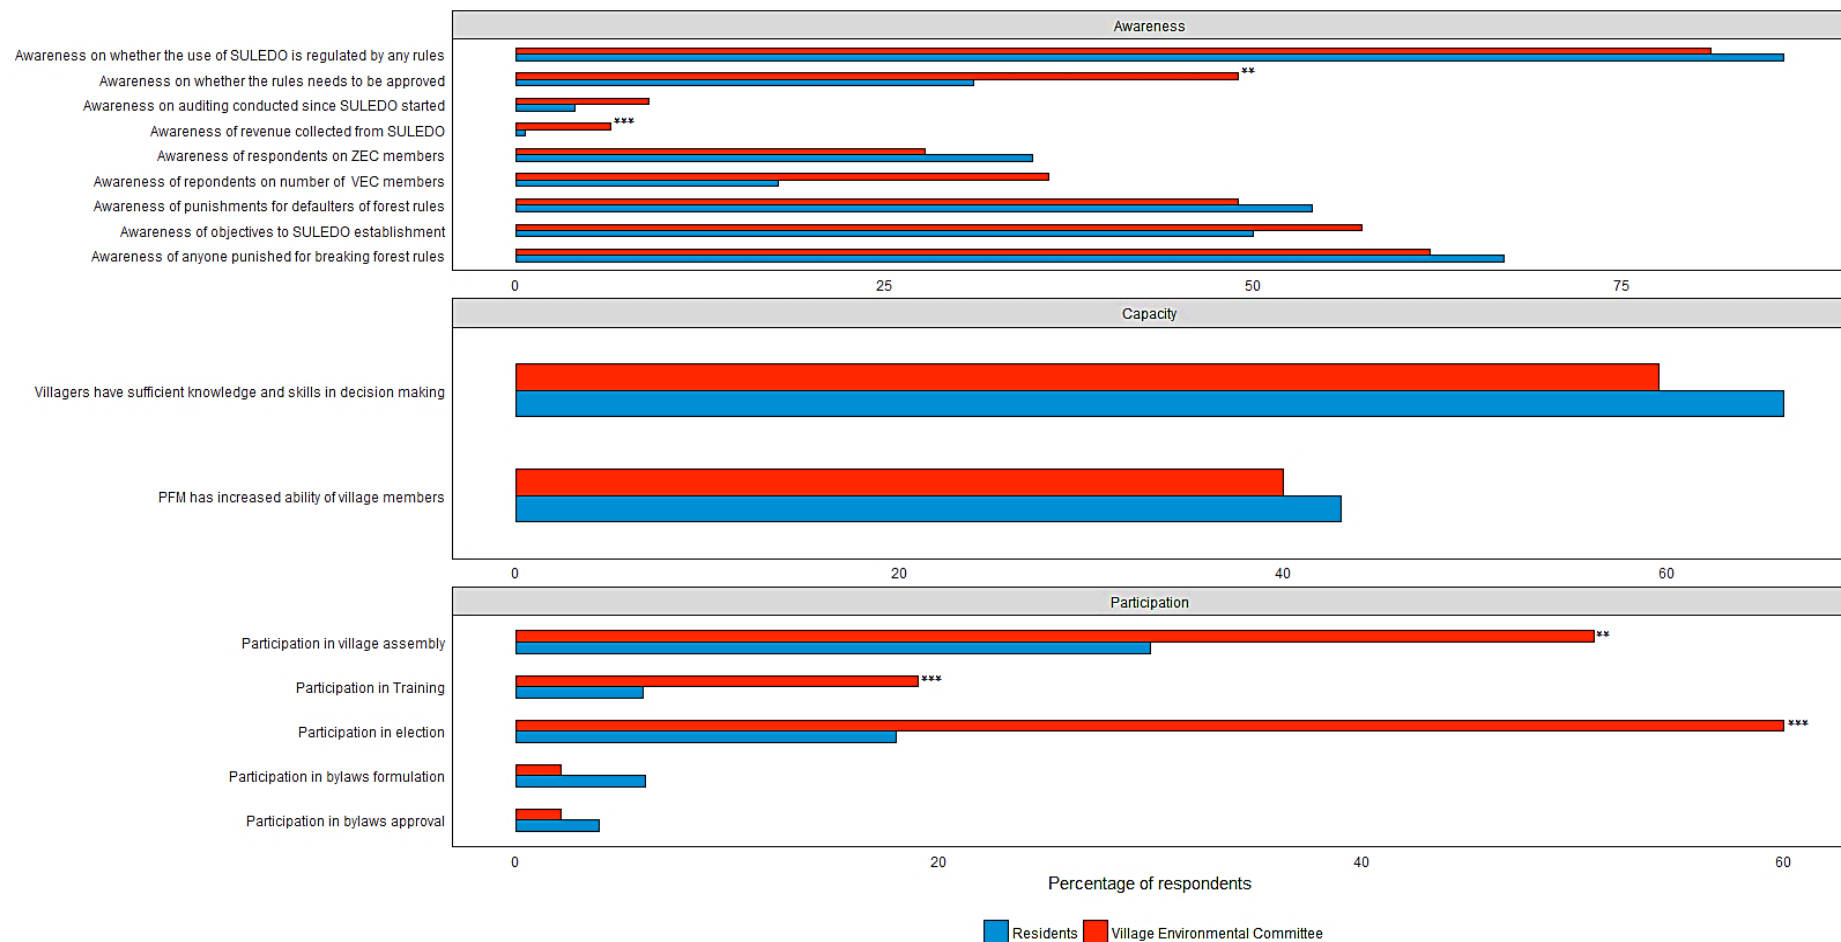 Awareness
Awareness on whether the use of SULEDO is regulated by any rules
Awareness on whether the rules needs to be approved
**
Awareness on auditing conducted since SULEDO started
Awareness of revenue collected from SULEDO
***
Awareness of respondents on ZEC members
Awareness of repondents on number of VEC members
Awareness of punishments for defaulters of forest rules
Awareness of objectives to SULEDO establishment
Awareness of anyone punished for breaking forest rules
0 25 50 75
Capacity
Villagers have sufficient knowledge and skills in decision making
PFM has increased ability of village members
0 20 40 60
Participation
Participation in village assembly
**
Participation in Training
***
Participation in election
***
Participation in bylaws formulation
Participation in bylaws approval
0 20 40 60
Percentage of respondents
Residents Village Environmental Committee